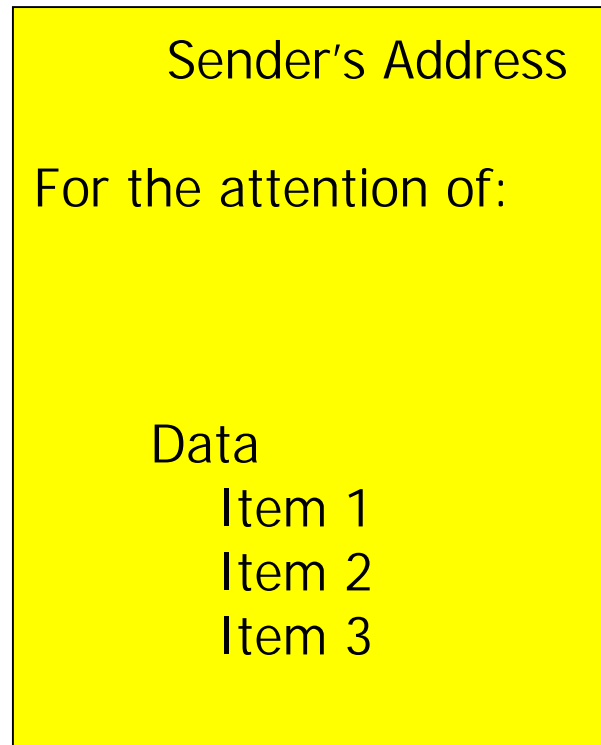 Sender's Address
For the attention of:
Data
Item 1
Item 2
Item 3